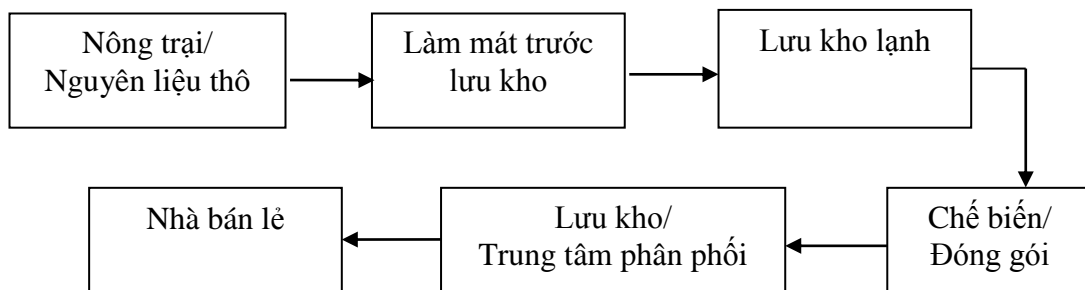 Nông trại/
Nguyên liệu thô
Làm mát trước
lưu kho
Lưu kho lạnh
Chế biến/
Đóng gói
Lưu kho/
Trung tâm phân phối
Nhà bán lẻ